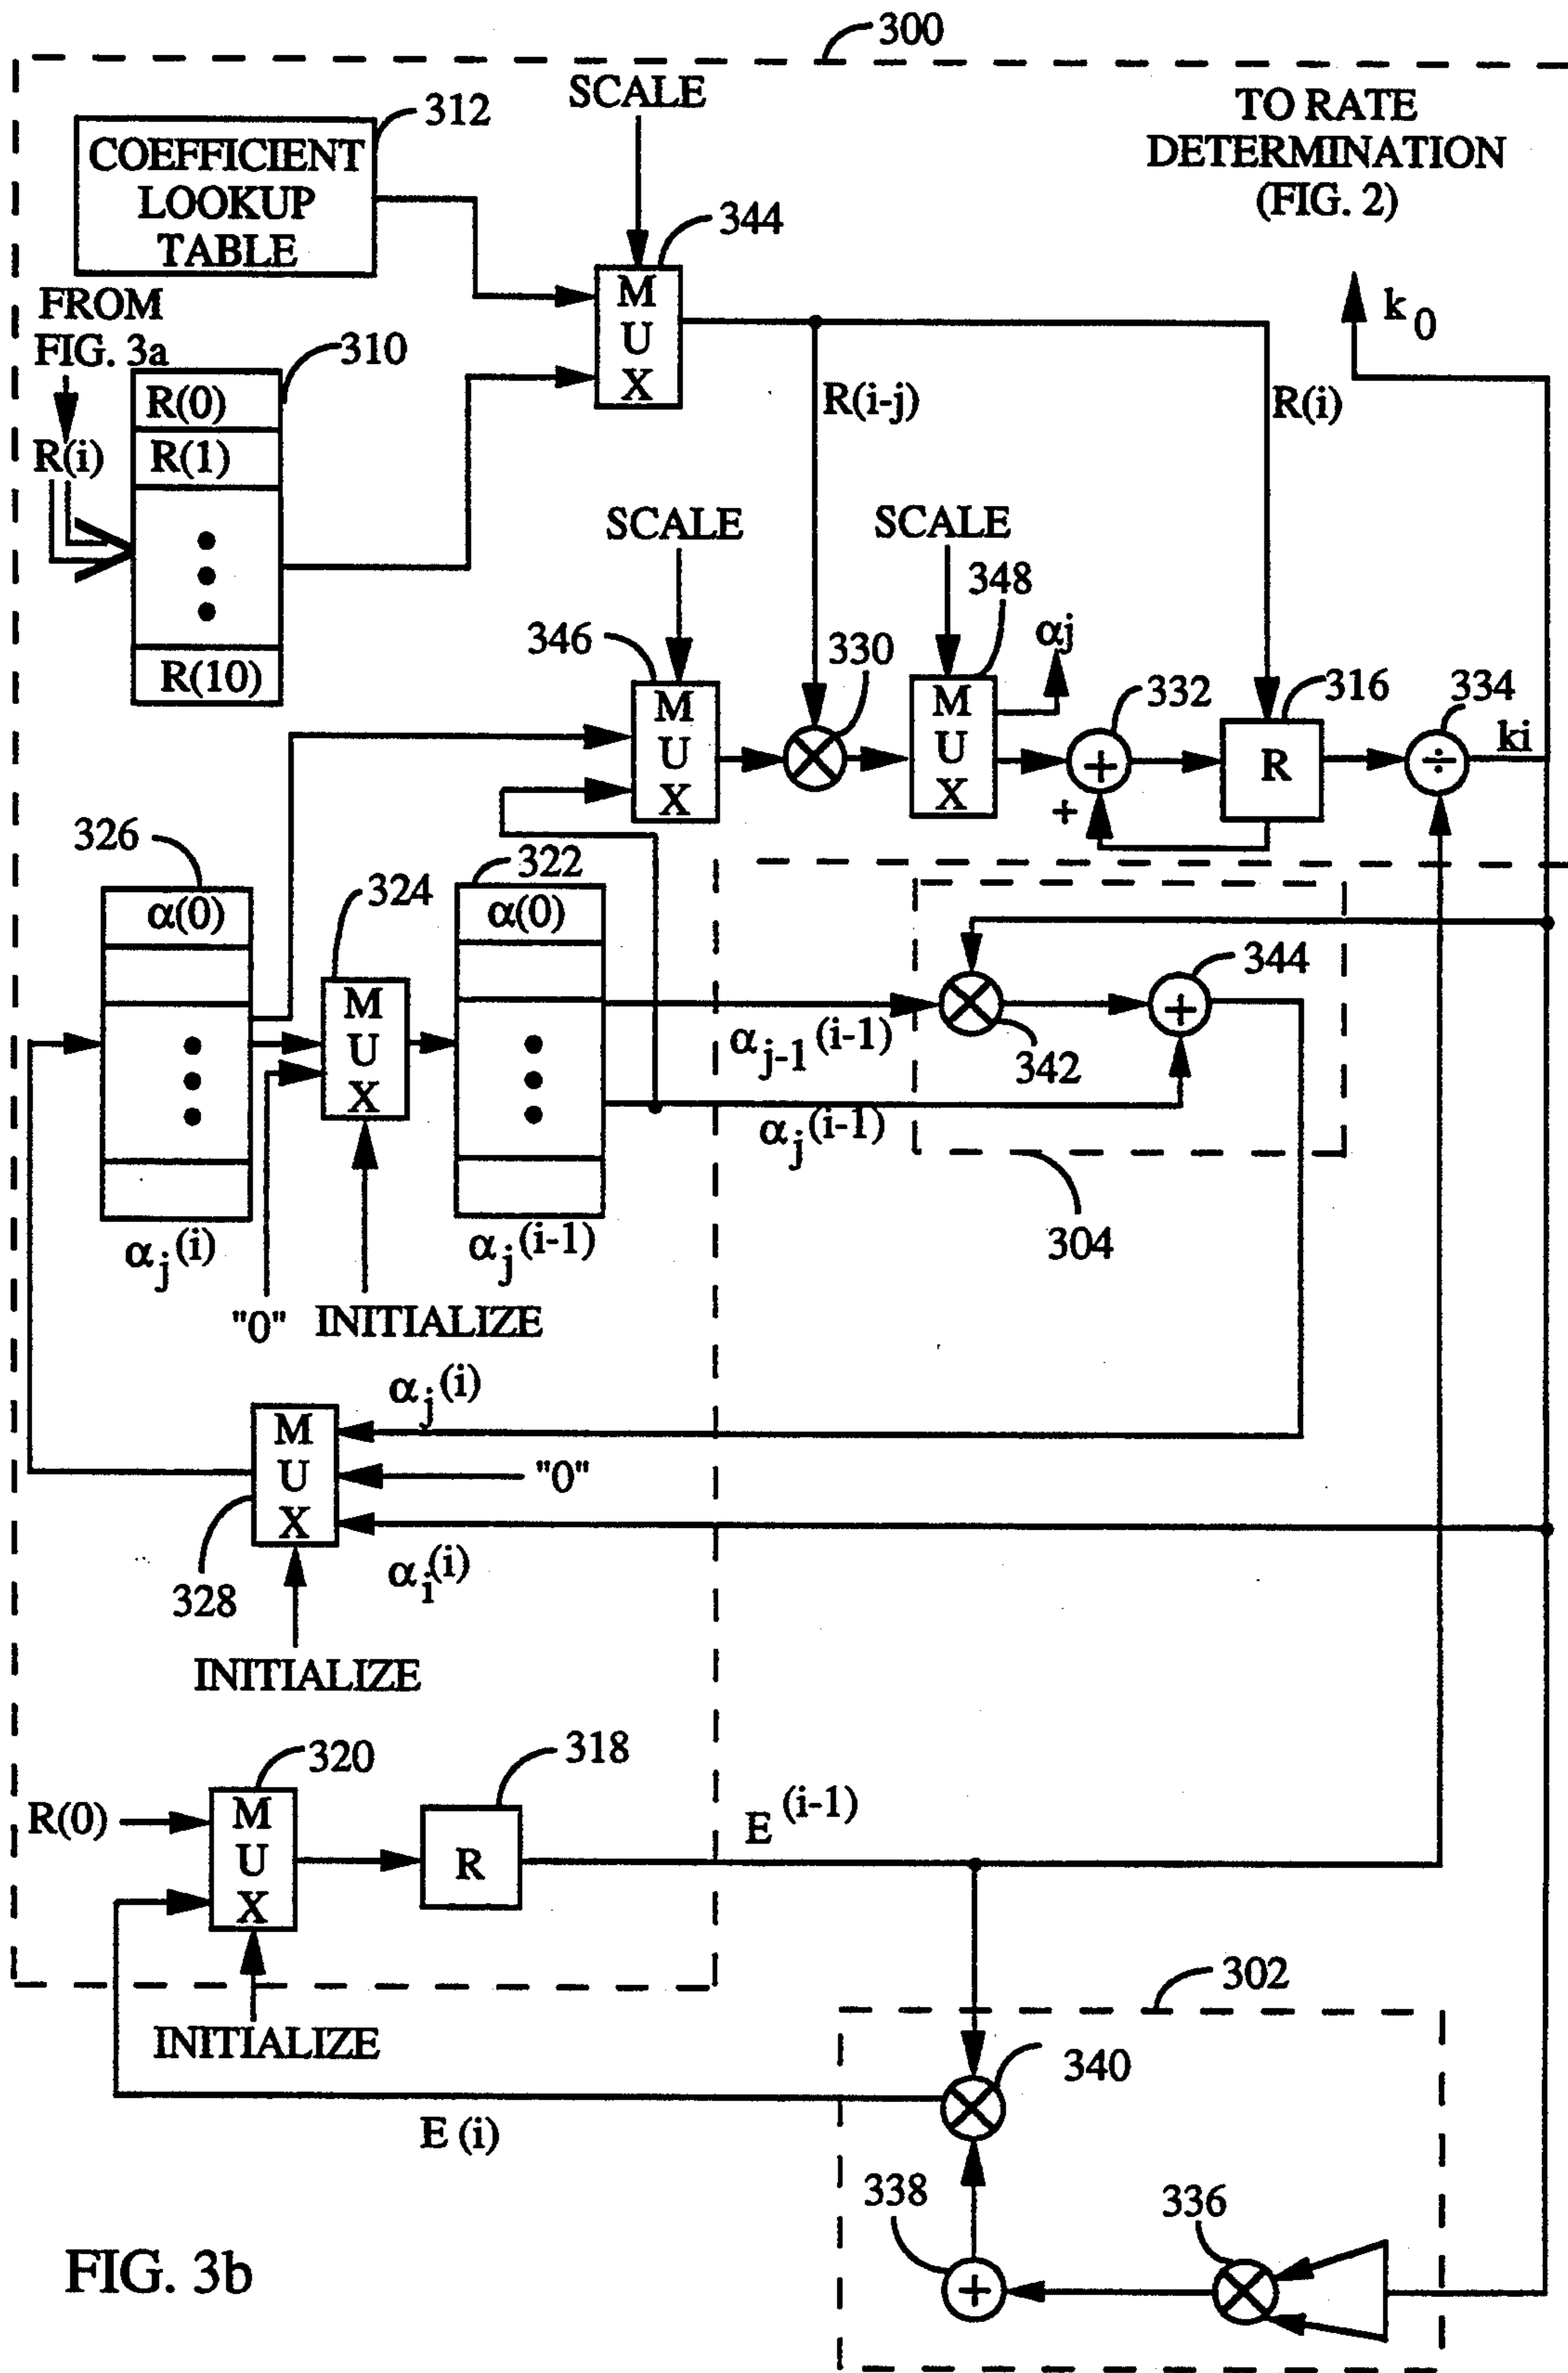 300
SCALE
TO RATE
DETERMINATION
(FIG. 2)
312
COEFFICIENT
LOOKUP
TABLE
344
M
U
X
k0
FROM
FIG. 3a
R(i)
310
R(0)
R(1)
R(10)
R(i-j)
R(i)
SCALE
SCALE
346
M
U
X
330
348
M
U
X
αj
332
+
+
316
R
334
÷
ki
326
α(0)
αj(i)
324
M
U
X
322
α(0)
αj(i-1)
"0"
INITIALIZE
αj-1(i-1)
342
344
+
αj(i-1)
304
αj(i)
M
U
X
"0"
αi(i)
328
INITIALIZE
320
318
R(0)
M
U
X
R
E(i-1)
INITIALIZE
302
340
E (i)
338
+
336
FIG. 3b